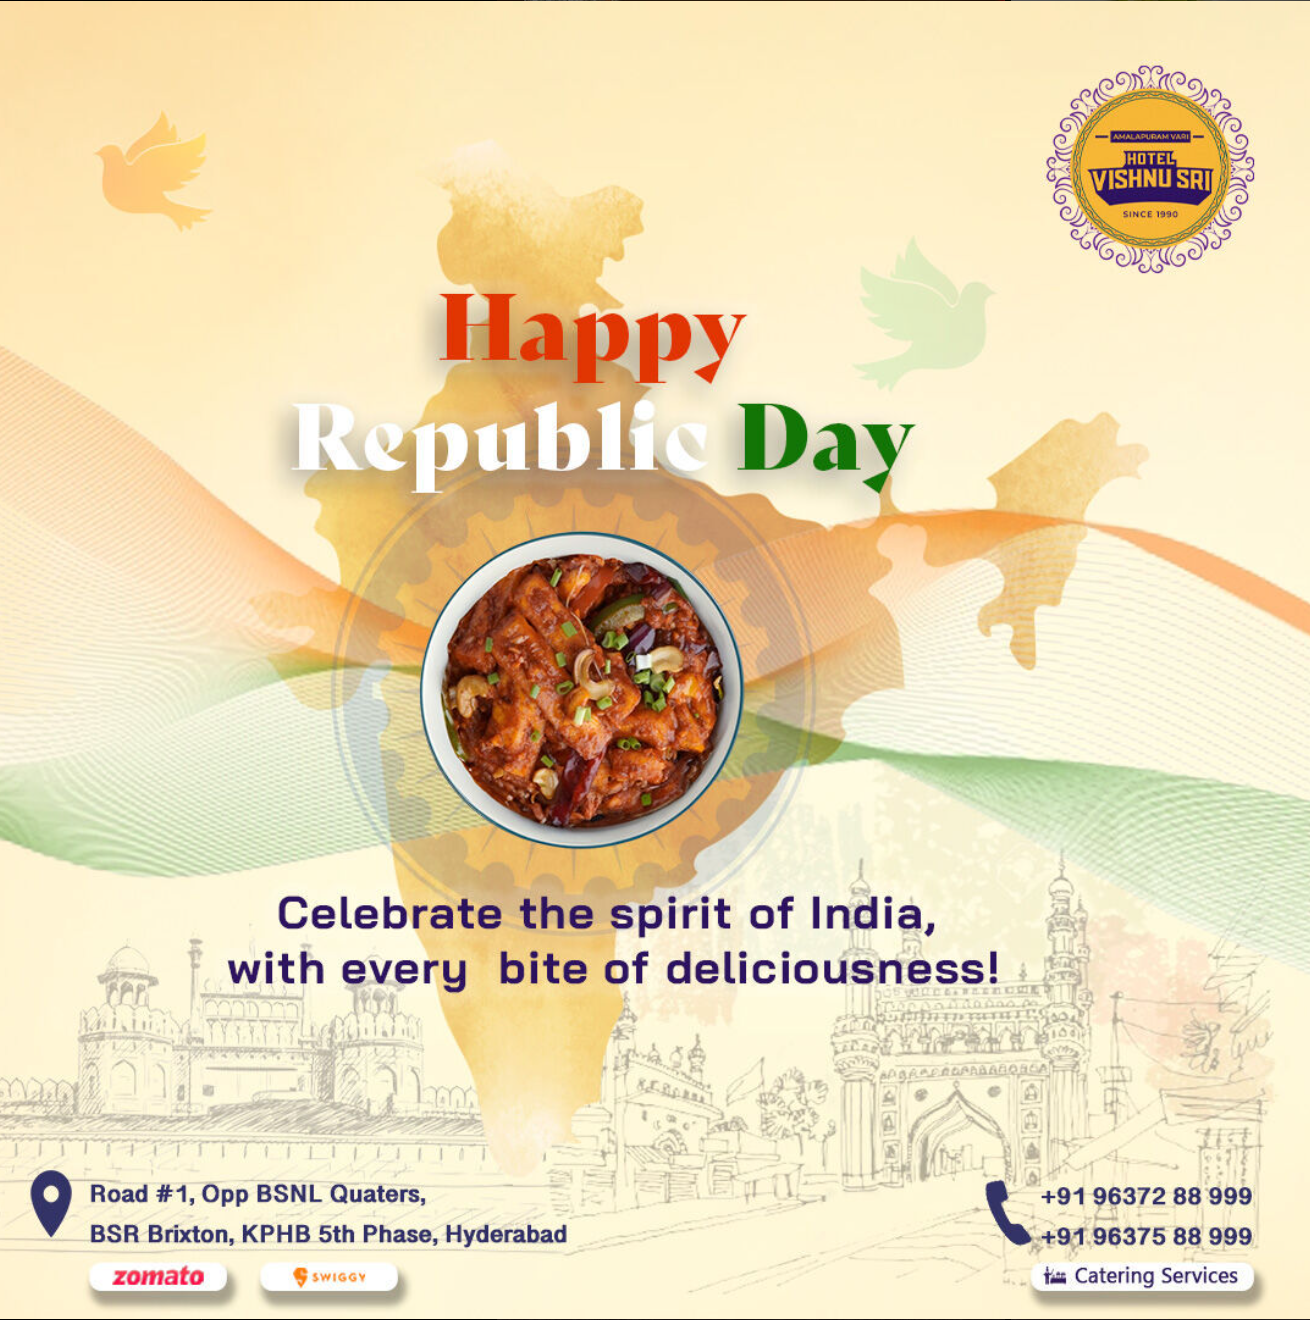 AMALAPURAM VARI
HOTEL
VISHNU SRI
SINCE 1990
Happy
Republic Day
Celebrate the spirit of India,
with every bite of deliciousness!
Road #1, Opp BSNL Quaters,
BSR Brixton, KPHB 5th Phase, Hyderabad
zomato
SWIGGY
+91 96372 88 999
+91 96375 88 999
Catering Services